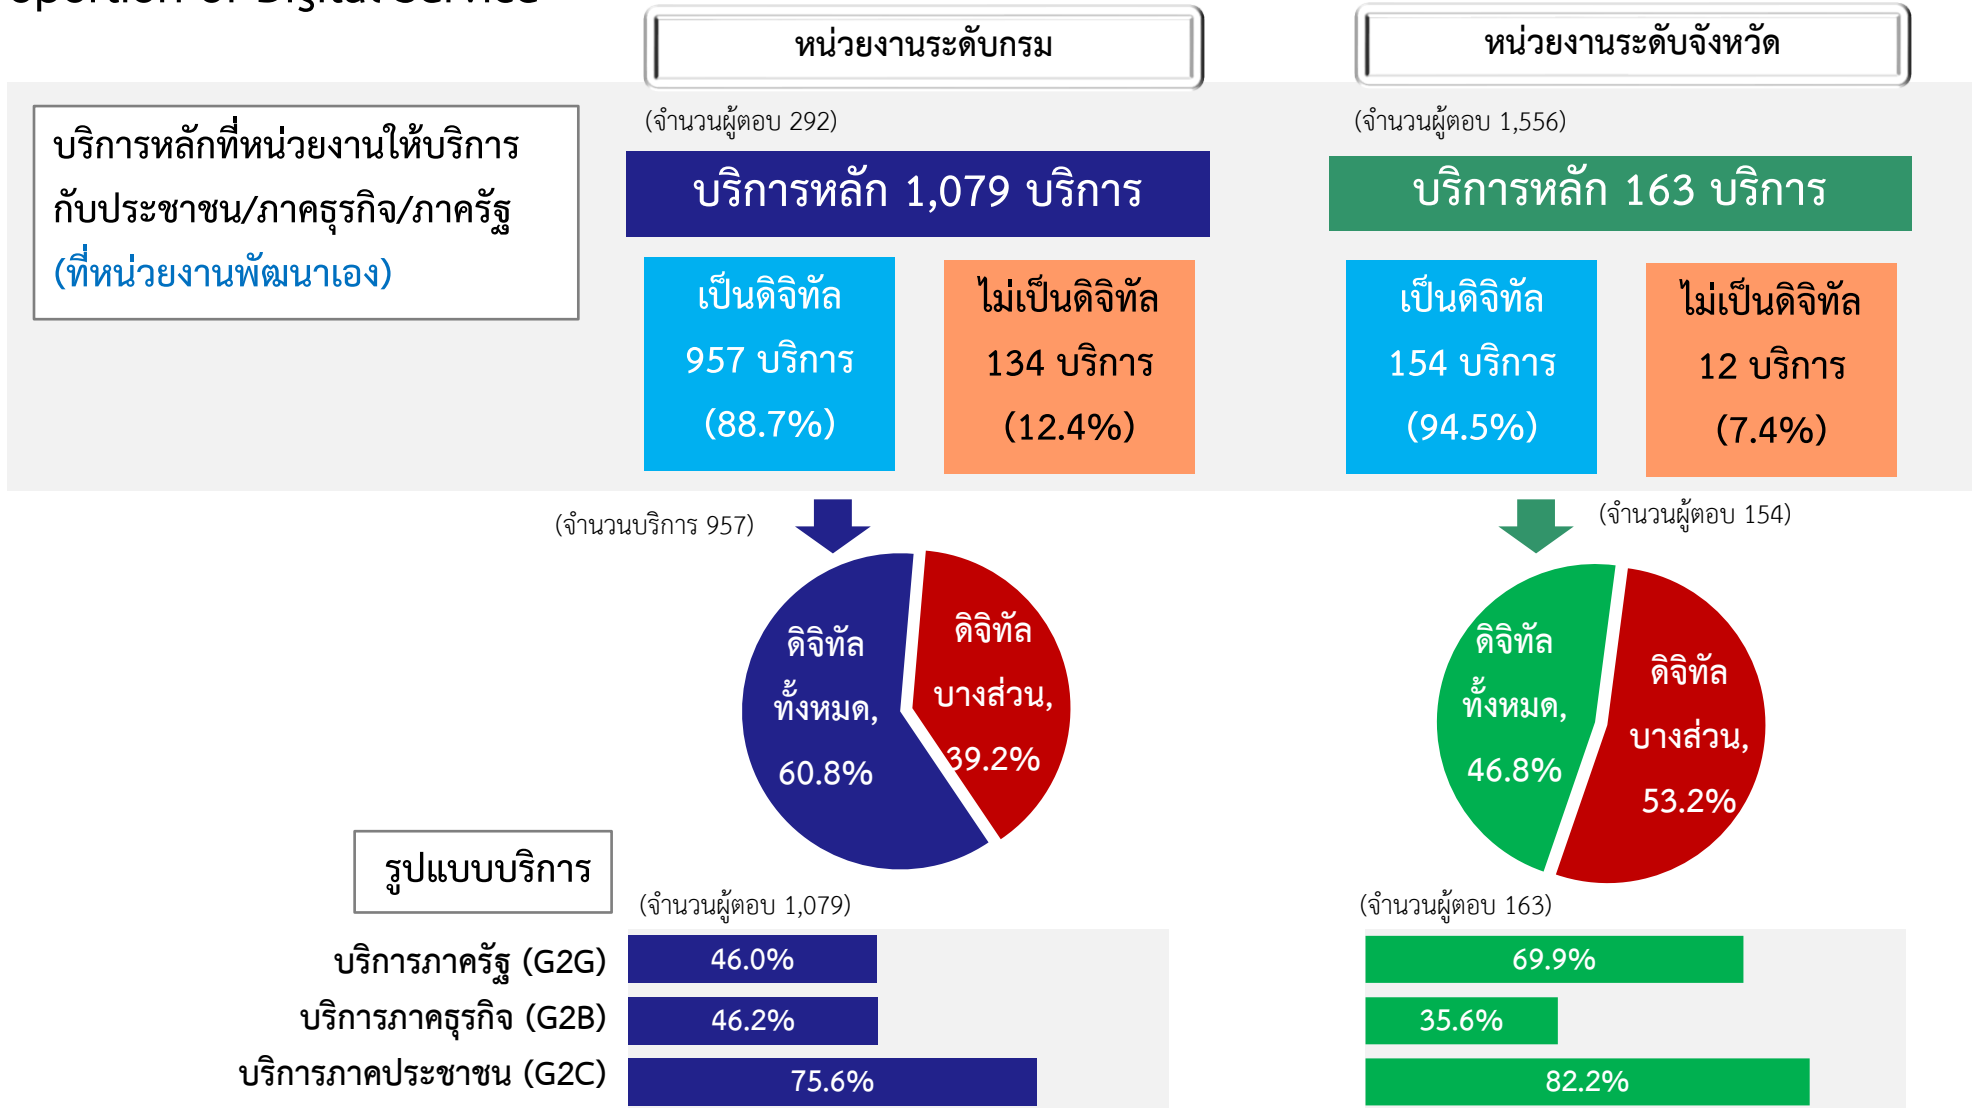 oportion of Digital Service
หน่วยงานระดับกรม
หน่วยงานระดับจังหวัด
บริการหลักที่หน่วยงานให้บริการ
กับประชาชน/ภาคธุรกิจ/ภาครัฐ
(ที่หน่วยงานพัฒนาเอง)
(จำนวนผู้ตอบ 292)
บริการหลัก 1,079 บริการ
เป็นดิจิทัล
957 บริการ
(88.7%)
ไม่เป็นดิจิทัล
134 บริการ
(12.4%)
(จำนวนผู้ตอบ 1,556)
บริการหลัก 163 บริการ
เป็นดิจิทัล
154 บริการ
(94.5%)
ไม่เป็นดิจิทัล
12 บริการ
(7.4%)
(จำนวนบริการ 957)
ดิจิทัล
ทั้งหมด,
60.8%
ดิจิทัล
บางส่วน,
39.2%
(จำนวนผู้ตอบ 154)
ดิจิทัล
ทั้งหมด,
46.8%
ดิจิทัล
บางส่วน,
53.2%
รูปแบบบริการ
(จำนวนผู้ตอบ 1,079)
(จำนวนผู้ตอบ 163)
บริการภาครัฐ (G2G)
46.0%
69.9%
บริการภาคธุรกิจ (G2B)
46.2%
35.6%
บริการภาคประชาชน (G2C)
75.6%
82.2%